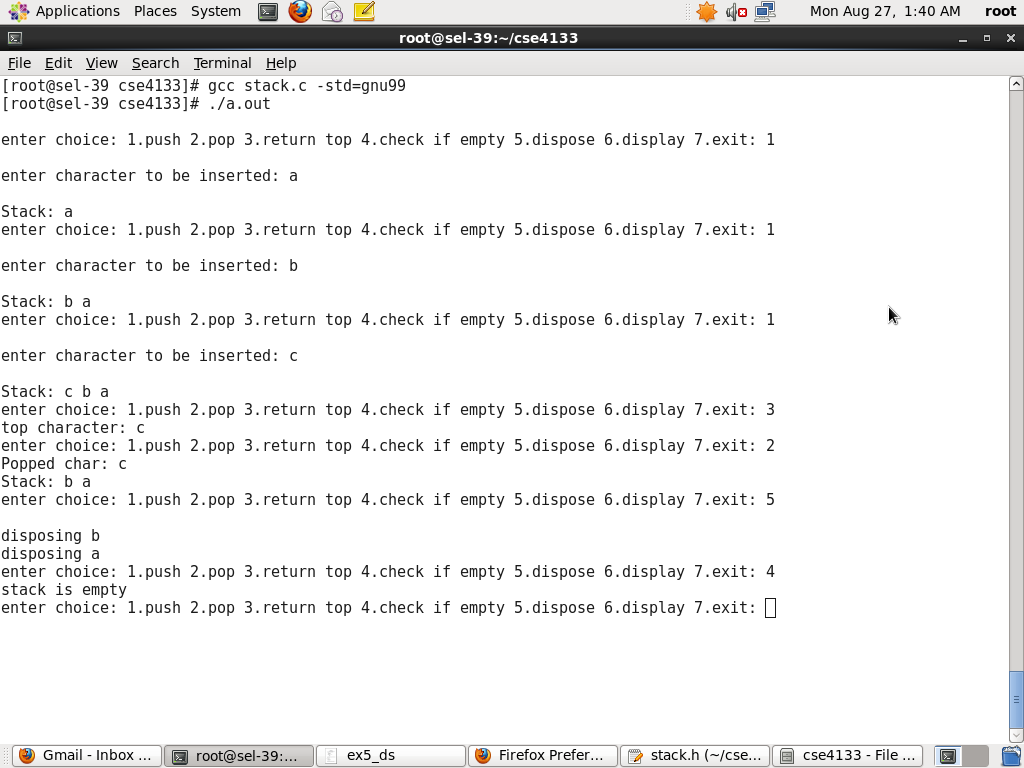 Applications Places System Mon Aug 27, 1:40 AM root
root@sel-39:~/cse4133
File Edit View Search Terminal Help
[root@sel-39 cse4133]# gcc stack.c -std=gnu99
[root@sel-39 cse4133]# ./a.out
enter choice: 1.push 2.pop 3.return top 4.check if empty 5.dispose 6.display 7.exit: 1
enter character to be inserted: a
Stack: a
enter choice: 1.push 2.pop 3.return top 4.check if empty 5.dispose 6.display 7.exit: 1
enter character to be inserted: b
Stack: b a
enter choice: 1.push 2.pop 3.return top 4.check if empty 5.dispose 6.display 7.exit: 1
enter character to be inserted: c
Stack: c b a
enter choice: 1.push 2.pop 3.return top 4.check if empty 5.dispose 6.display 7.exit: 3
top character: c
enter choice: 1.push 2.pop 3.return top 4.check if empty 5.dispose 6.display 7.exit: 2
Popped char: c
Stack: b a
enter choice: 1.push 2.pop 3.return top 4.check if empty 5.dispose 6.display 7.exit: 5
disposing b
disposing a
enter choice: 1.push 2.pop 3.return top 4.check if empty 5.dispose 6.display 7.exit: 4
stack is empty
enter choice: 1.push 2.pop 3.return top 4.check if empty 5.dispose 6.display 7.exit:
Gmail - Inbox ... root@sel-39:... ex5_ds Firefox Prefer... stack.h (~/cse... cse4133 - File ...